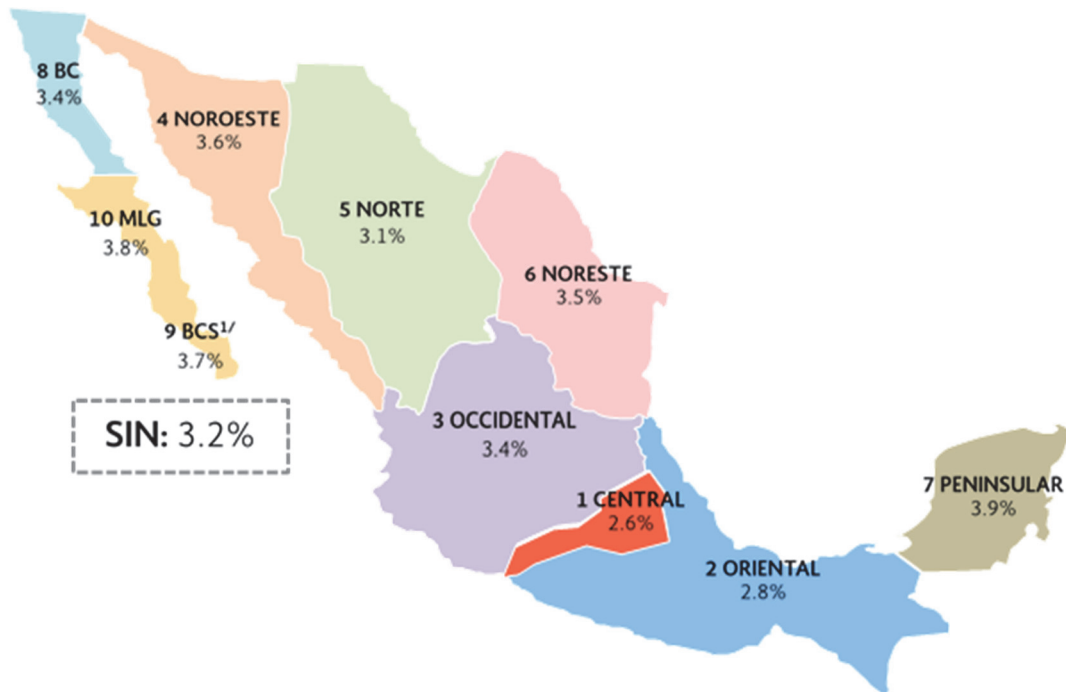 8 BC
3.4%
4 NOROESTE
3.6%
5 NORTE
3.1%
10 MLG
3.8%
6 NORESTE
3.5%
9 BCS1/
3.7%
SIN: 3.2%
3 OCCIDENTAL
3.4%
1 CENTRAL
2.6%
7 PENINSULAR
3.9%
2 ORIENTAL
2.8%